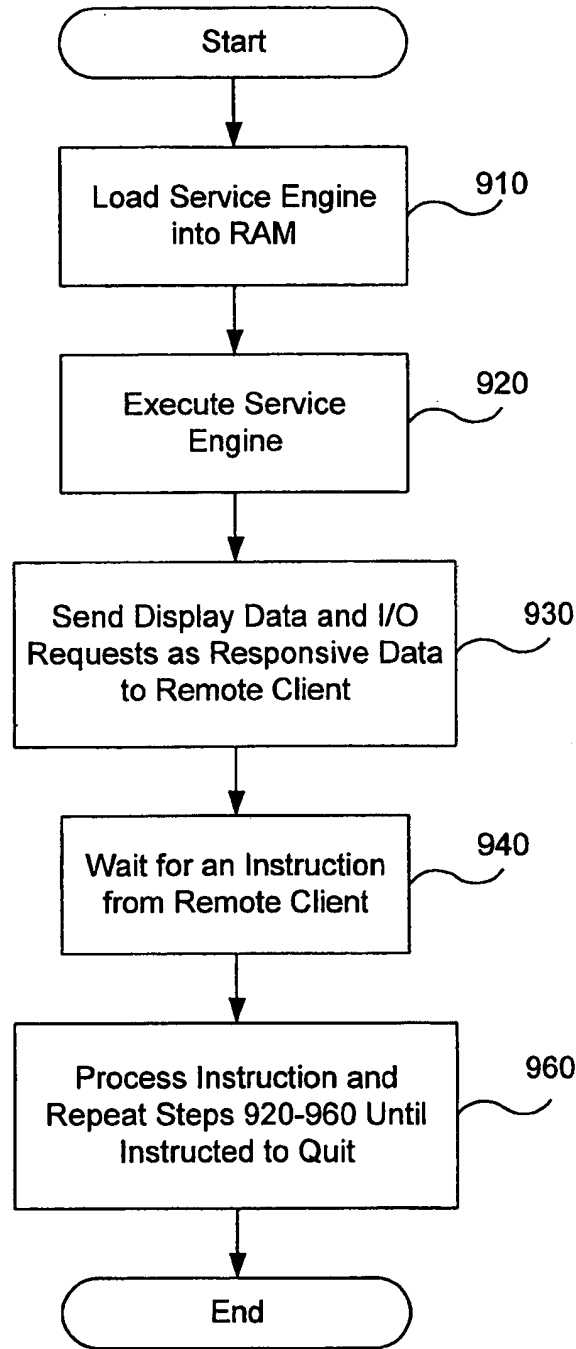 Start
Load Service Engine
into RAM
910
Execute Service
Engine
920
Send Display Data and I/O
Requests as Responsive Data
to Remote Client
930
Wait for an Instruction
from Remote Client
940
Process Instruction and
Repeat Steps 920-960 Until
Instructed to Quit
960
End